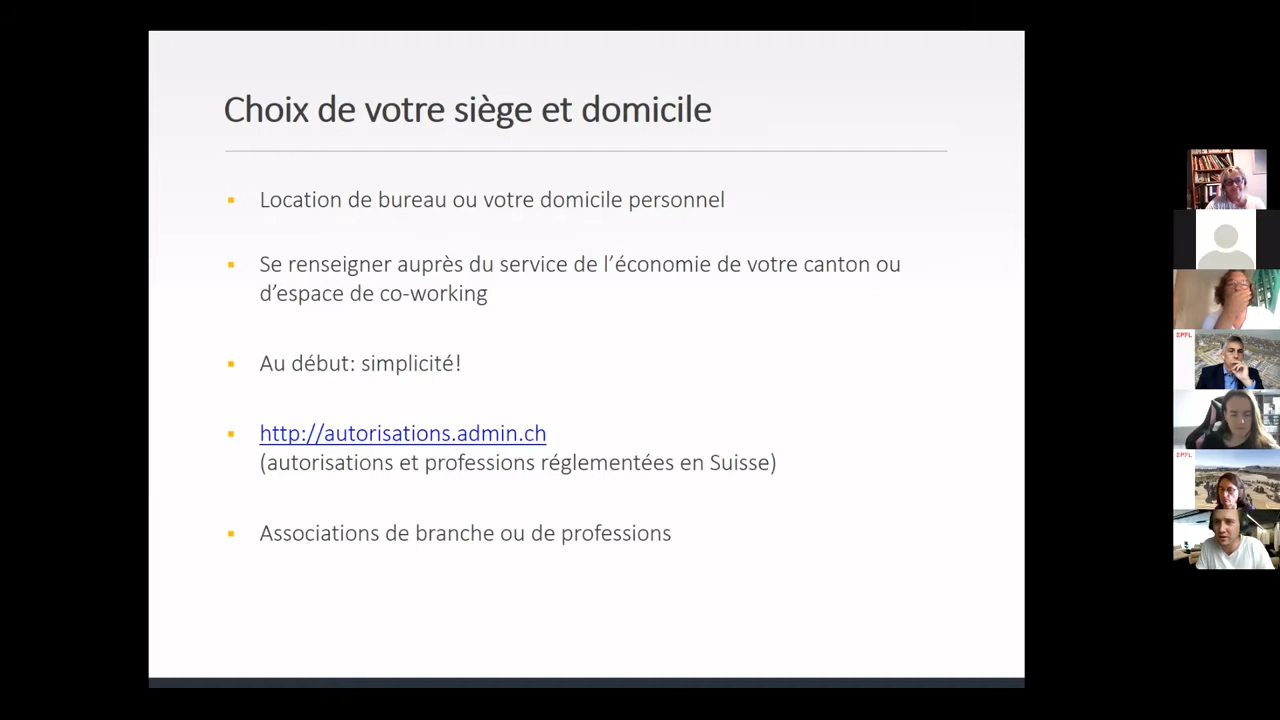 Choix de votre siège et domicile
▪ Location de bureau ou votre domicile personnel
▪ Se renseigner auprès du service de l’économie de votre canton ou
d’espace de co-working
▪ Au début: simplicité!
▪ http://autorisations.admin.ch
(autorisations et professions réglementées en Suisse)
▪ Associations de branche ou de professions
EPFL
EPFL